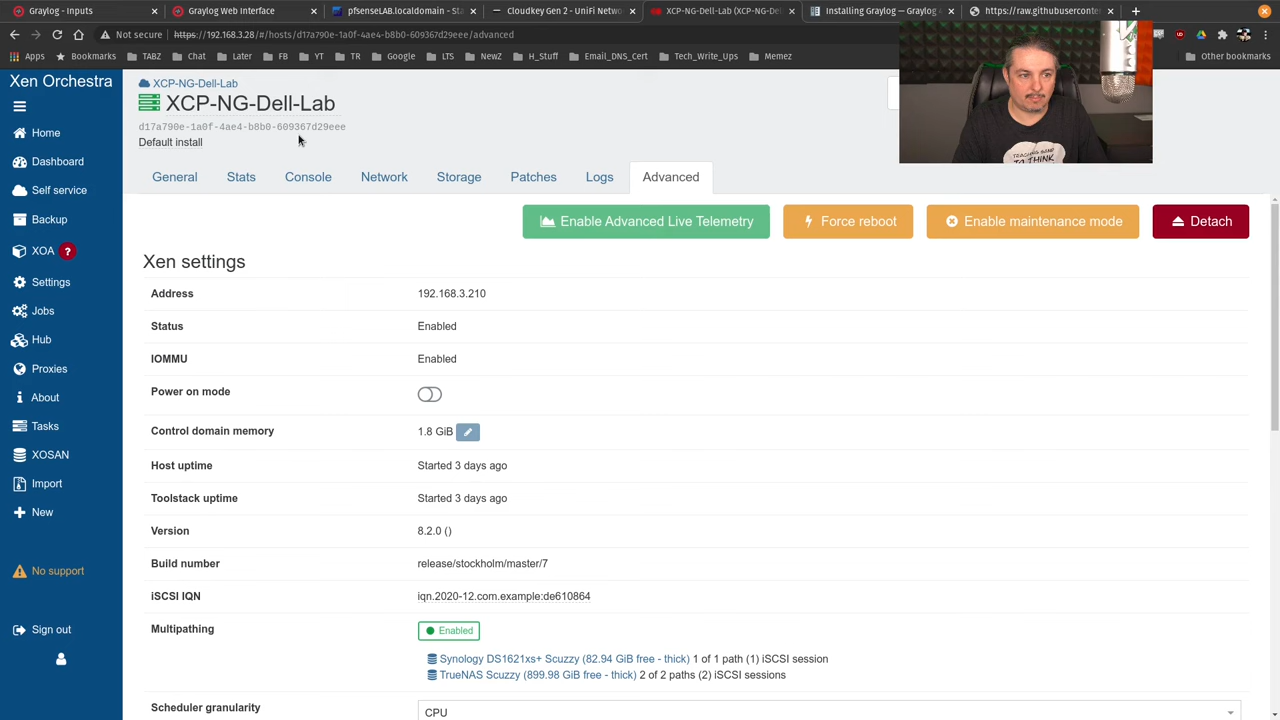 Graylog - Inputs
Graylog Web Interface
pfsenseLAB.localdomain - Sta
Cloudkey Gen 2 - UniFi Netwo
XCP-NG-Dell-Lab (XCP-NG-De
Installing Graylog — Graylog
https://raw.githubuserconte
Not secure
https://192.168.3.28/#/hosts/d17a790e-1a0f-4ae4-b8b0-609367d29eee/advanced
Apps
Bookmarks
TABZ
Chat
Later
FB
YT
TR
Google
LTS
NewZ
H_Stuff
Email_DNS_Cert
Tech_Write_Ups
Memez
Other bookmarks
Xen Orchestra
Home
Dashboard
Self service
Backup
XOA ?
Settings
Jobs
Hub
Proxies
About
Tasks
XOSAN
Import
New
No support
Sign out
XCP-NG-Dell-Lab
XCP-NG-Dell-Lab
d17a790e-1a0f-4ae4-b8b0-609367d29eee
Default install
General
Stats
Console
Network
Storage
Patches
Logs
Advanced
Enable Advanced Live Telemetry
Force reboot
Enable maintenance mode
Detach
Xen settings
Address 192.168.3.210
Status Enabled
IOMMU Enabled
Power on mode
Control domain memory 1.8 GiB
Host uptime Started 3 days ago
Toolstack uptime Started 3 days ago
Version 8.2.0 ()
Build number release/stockholm/master/7
iSCSI IQN iqn.2020-12.com.example:de610864
Multipathing Enabled
Synology DS1621xs+ Scuzzy (82.94 GiB free - thick) 1 of 1 path (1) iSCSI session
TrueNAS Scuzzy (899.98 GiB free - thick) 2 of 2 paths (2) iSCSI sessions
Scheduler granularity CPU
TO THINK